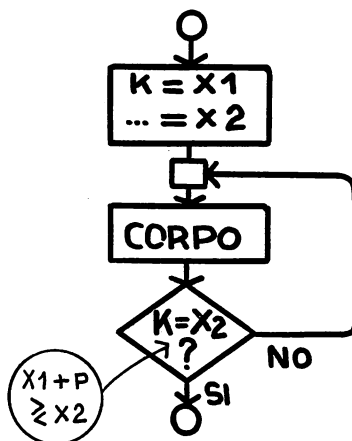 K = X1
... = X2
CORPO
K=X2
?
NO
SI
X1+P
≥ X2